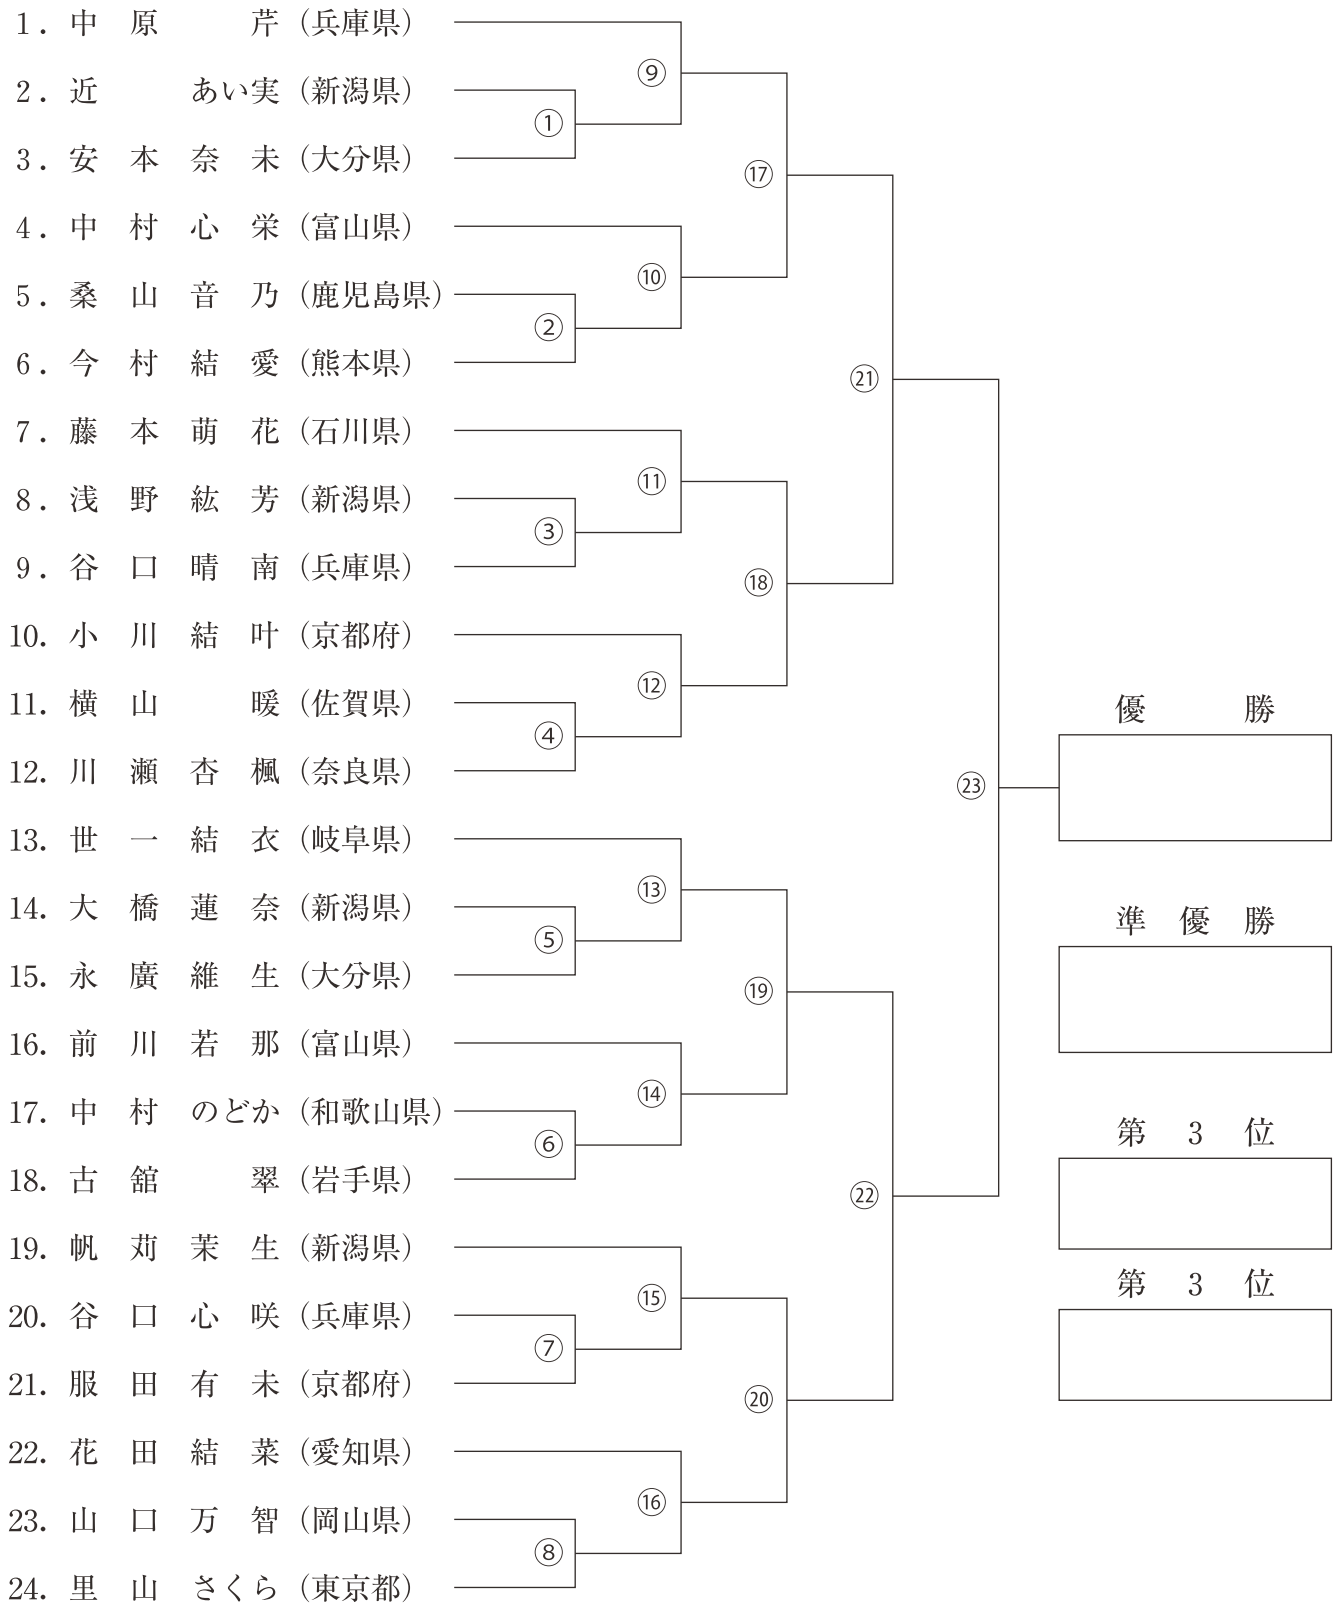 1．中原　芹（兵庫県）
2．近　あい実（新潟県）
3．安本奈未（大分県）
4．中村心栄（富山県）
5．桑山音乃（鹿児島県）
6．今村結愛（熊本県）
7．藤本萌花（石川県）
8．浅野紘芳（新潟県）
9．谷口晴南（兵庫県）
10．小川結叶（京都府）
11．横山　暖（佐賀県）
12．川瀬杏楓（奈良県）
13．世一結衣（岐阜県）
14．大橋蓮奈（新潟県）
15．永廣維生（大分県）
16．前川若那（富山県）
17．中村のどか（和歌山県）
18．古舘　翠（岩手県）
19．帆苅茉生（新潟県）
20．谷口心咲（兵庫県）
21．服田有未（京都府）
22．花田結菜（愛知県）
23．山口万智（岡山県）
24．里山さくら（東京都）
①
②
③
④
⑤
⑥
⑦
⑧
⑨
⑩
⑪
⑫
⑬
⑭
⑮
⑯
⑰
⑱
⑲
⑳
㉑
㉒
㉓
優勝
準優勝
第3位
第3位